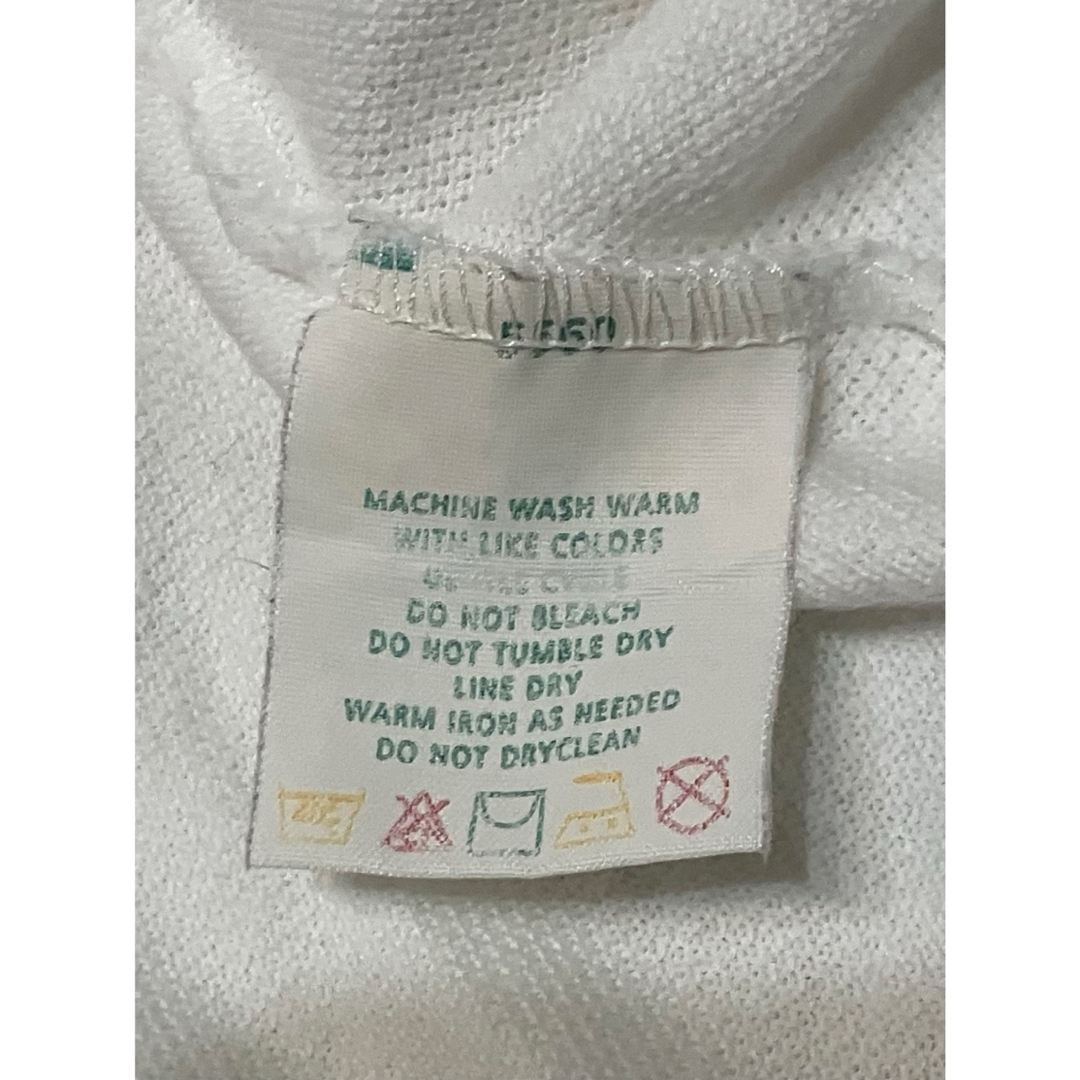 MACHINE WASH WARM
WITH LIKE COLORS
DO NOT BLEACH
DO NOT TUMBLE DRY
LINE DRY
WARM IRON AS NEEDED
DO NOT DRYCLEAN